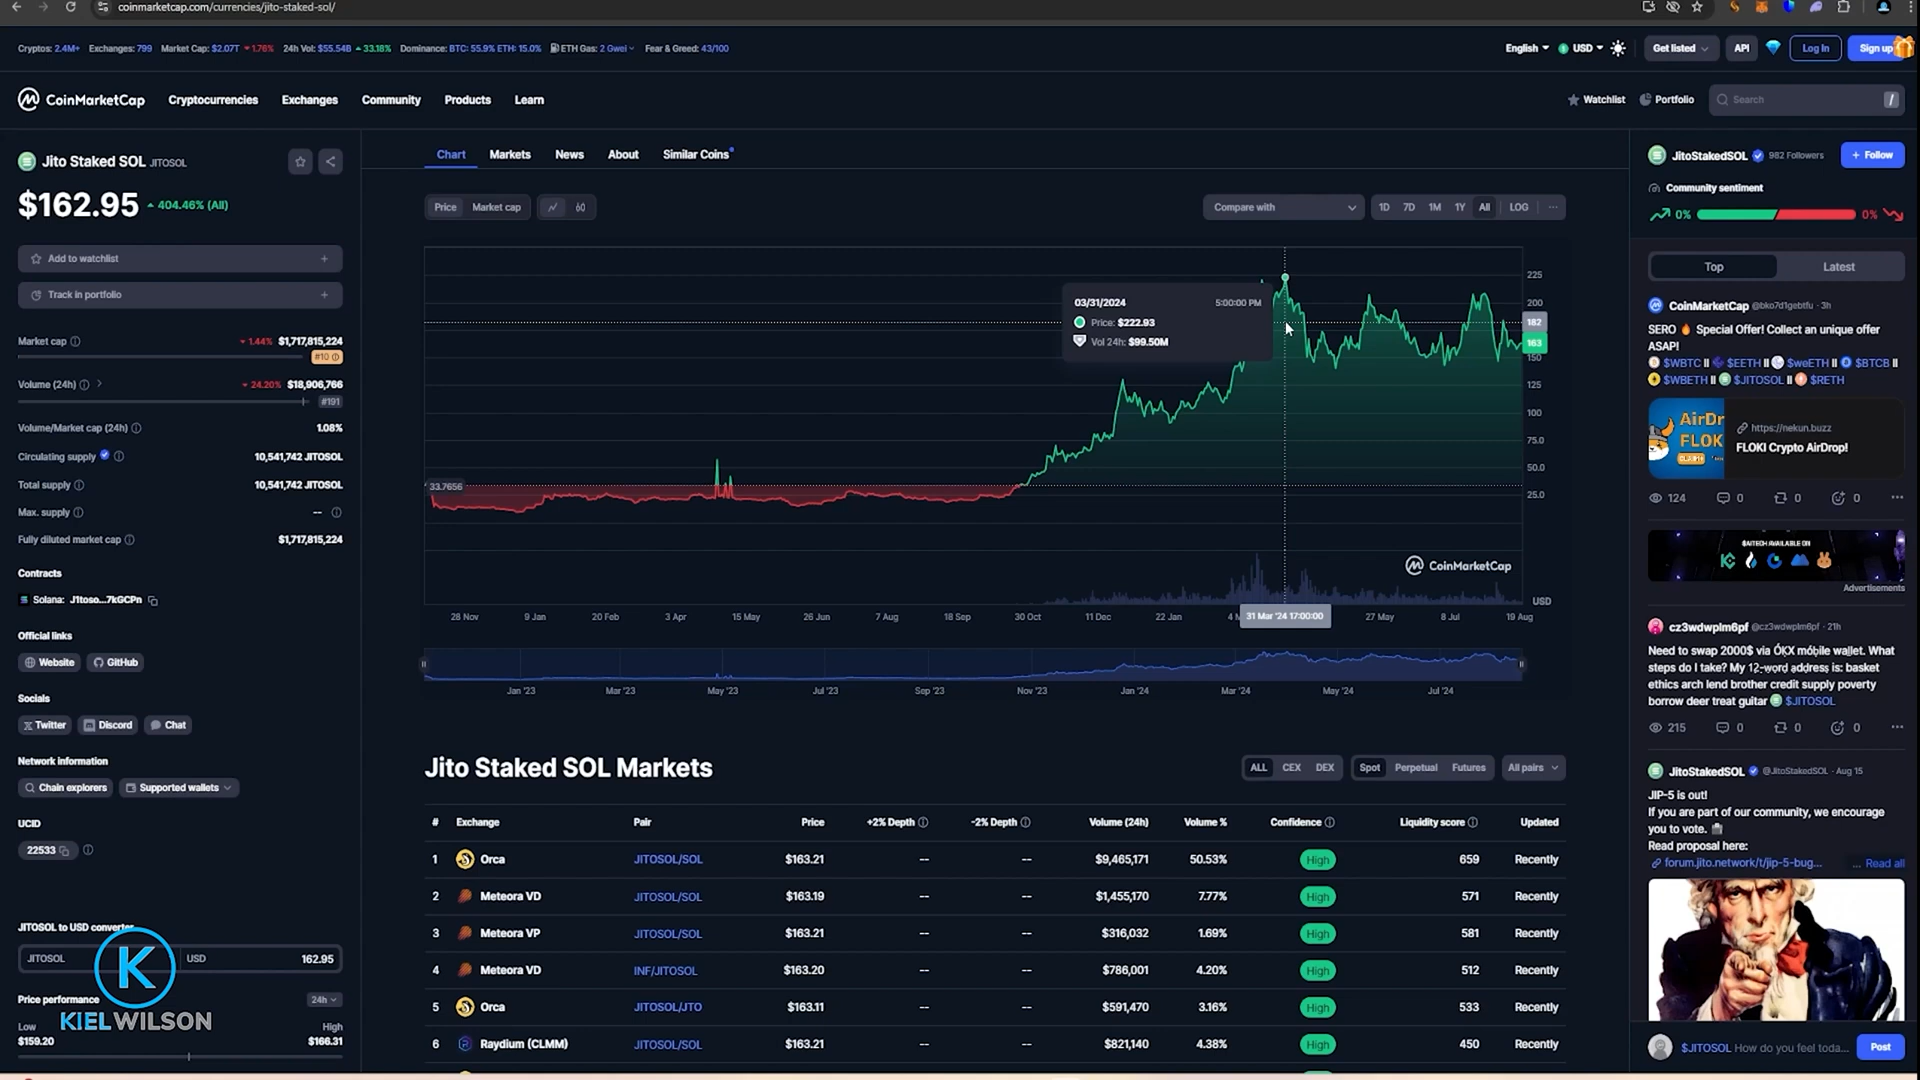 coinmarketcap.com/currencies/jito-staked-sol/
Cryptos: 2.4M+ Exchanges: 799 Market Cap: $2.07T 1.76% 24h Vol: $55.54B 33.18% Dominance: BTC: 55.9% ETH: 15.0% ETH Gas: 2 Gwei Fear & Greed: 43/100
English USD Get listed API Log In Sign up
CoinMarketCap Cryptocurrencies Exchanges Community Products Learn
Watchlist Portfolio Search /
Jito Staked SOL JITOSOL
$162.95 404.46% (All)
Add to watchlist +
Track in portfolio +
Market cap 1.44% $1,717,815,224
#10
Volume (24h) 24.20% $18,906,766
#191
Volume/Market cap (24h) 1.08%
Circulating supply 10,541,742 JITOSOL
Total supply 10,541,742 JITOSOL
Max. supply --
Fully diluted market cap $1,717,815,224
Contracts
Solana: J1toso...7kGCPn
Official links
Website GitHub
Socials
Twitter Discord Chat
Network information
Chain explorers Supported wallets
UCID
22533
JITOSOL to USD converter
JITOSOL USD 162.95
Price performance 24h
Low High
$159.20 $166.31
K
KIELWILSON
Chart Markets News About Similar Coins
Price Market cap
Compare with 1D 7D 1M 1Y All LOG ...
03/31/2024 5:00:00 PM
Price: $222.93
Vol 24h: $99.50M
225
200
182
163
150
125
100
75.0
50.0
25.0
33.7656
CoinMarketCap
USD
28 Nov 9 Jan 20 Feb 3 Apr 15 May 26 Jun 7 Aug 18 Sep 30 Oct 11 Dec 22 Jan 4 M 31 Mar '24 17:00:00 27 May 8 Jul 19 Aug
Jan '23 Mar '23 May '23 Jul '23 Sep '23 Nov '23 Jan '24 Mar '24 May '24 Jul '24
Jito Staked SOL Markets
ALL CEX DEX Spot Perpetual Futures All pairs
# Exchange Pair Price +2% Depth -2% Depth Volume (24h) Volume % Confidence Liquidity score Updated
1 Orca JITOSOL/SOL $163.21 -- -- $9,465,171 50.53% High 659 Recently
2 Meteora VD JITOSOL/SOL $163.19 -- -- $1,455,170 7.77% High 571 Recently
3 Meteora VP JITOSOL/SOL $163.21 -- -- $316,032 1.69% High 581 Recently
4 Meteora VD INF/JITOSOL $163.20 -- -- $786,001 4.20% High 512 Recently
5 Orca JITOSOL/JTO $163.11 -- -- $591,470 3.16% High 533 Recently
6 Raydium (CLMM) JITOSOL/SOL $163.21 -- -- $821,140 4.38% High 450 Recently
JitoStakedSOL 982 Followers + Follow
Community sentiment
0% 0%
Top Latest
CoinMarketCap @bko7d1gebtfu · 3h
SERO 🔥 Special Offer! Collect an unique offer
ASAP!
$WBTC || $EETH || $weETH || $BTCB ||
$WBETH || $JITOSOL || $RETH
AirDr
FLOK
https://nekun.buzz
FLOKI Crypto AirDrop!
124 0 0 0 ...
$AITECH AVAILABLE ON
Advertisements
cz3wdwplm6pf @cz3wdwplm6pf · 21h
Need to swap 2000$ via ÓKX móbile wallet. What
steps do I take? My 12-word address is: basket
ethics arch lend brother credit supply poverty
borrow deer treat guitar $JITOSOL
215 0 0 0 ...
JitoStakedSOL @JitoStakedSOL · Aug 15
JIP-5 is out!
If you are part of our community, we encourage
you to vote.
Read proposal here:
forum.jito.network/t/jip-5-bug... ... Read all
$JITOSOL How do you feel toda... Post